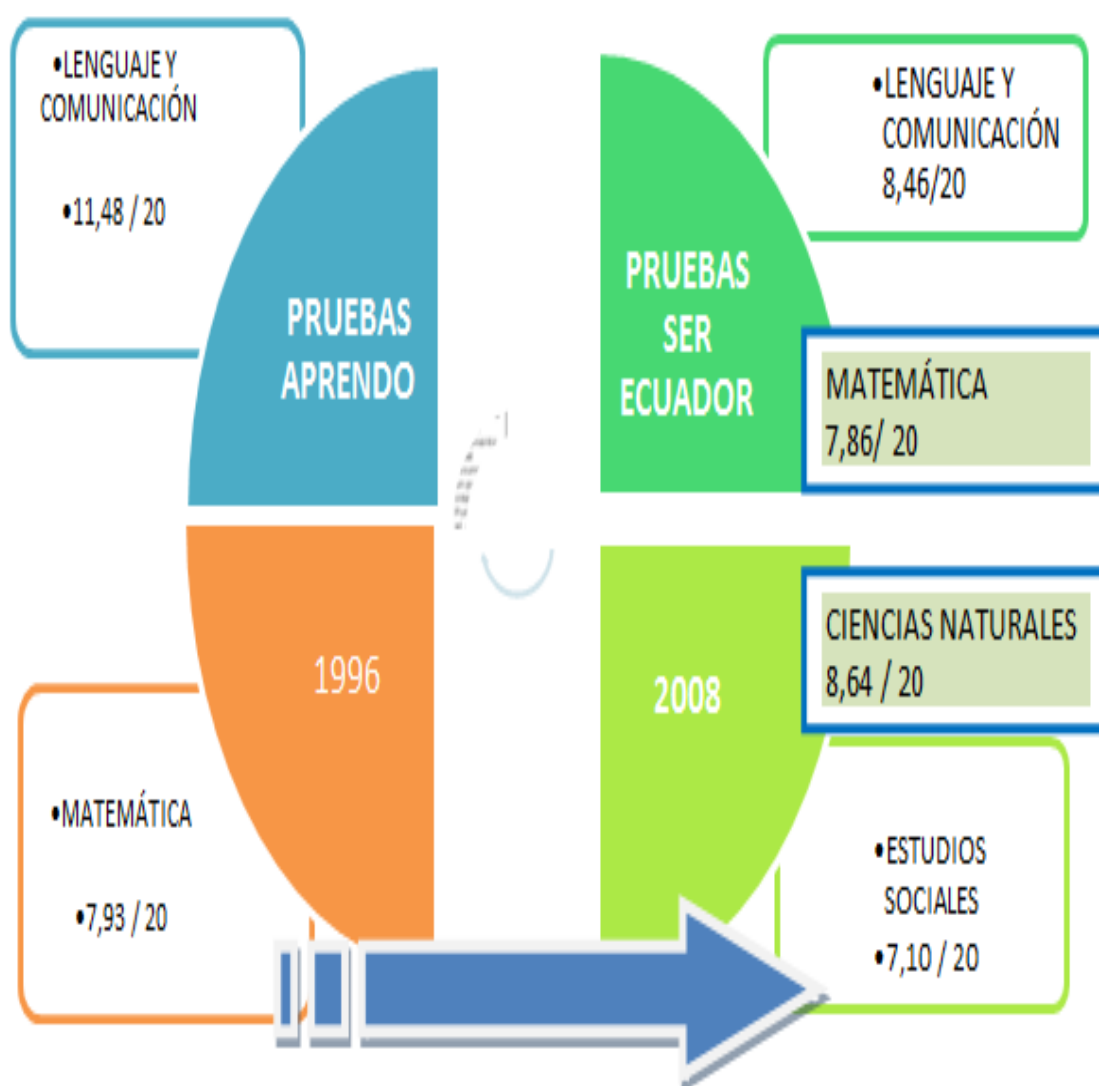 •LENGUAJE Y
COMUNICACIÓN
•11,48 / 20
PRUEBAS
APRENDO
1996
•MATEMÁTICA
•7,93 / 20
•LENGUAJE Y
COMUNICACIÓN
8,46/20
PRUEBAS
SER
ECUADOR
MATEMÁTICA
7,86/ 20
CIENCIAS NATURALES
8,64 / 20
2008
•ESTUDIOS
SOCIALES
•7,10 / 20